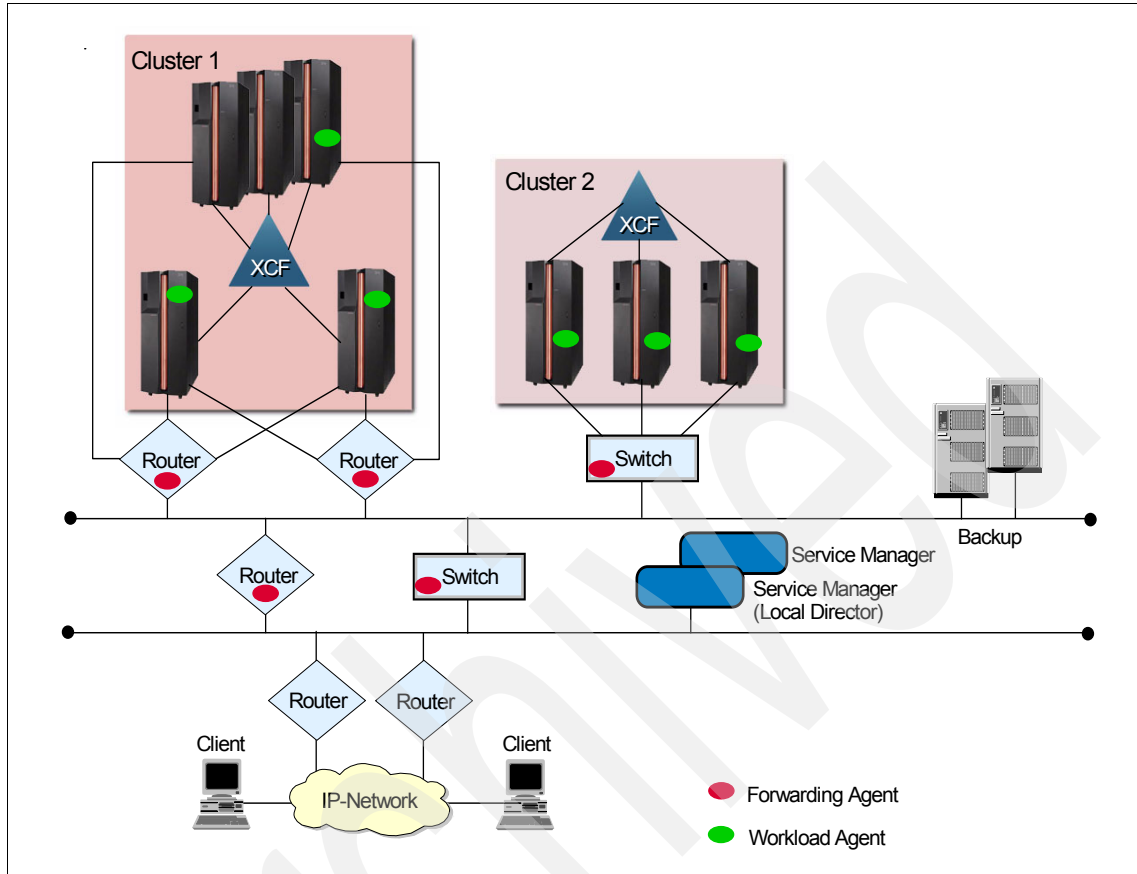 Cluster 1
XCF
Cluster 2
XCF
Router
Router
Switch
Backup
Router
Switch
Service Manager
Service Manager
(Local Director)
Router
Router
Client
Client
IP-Network
Forwarding Agent
Workload Agent